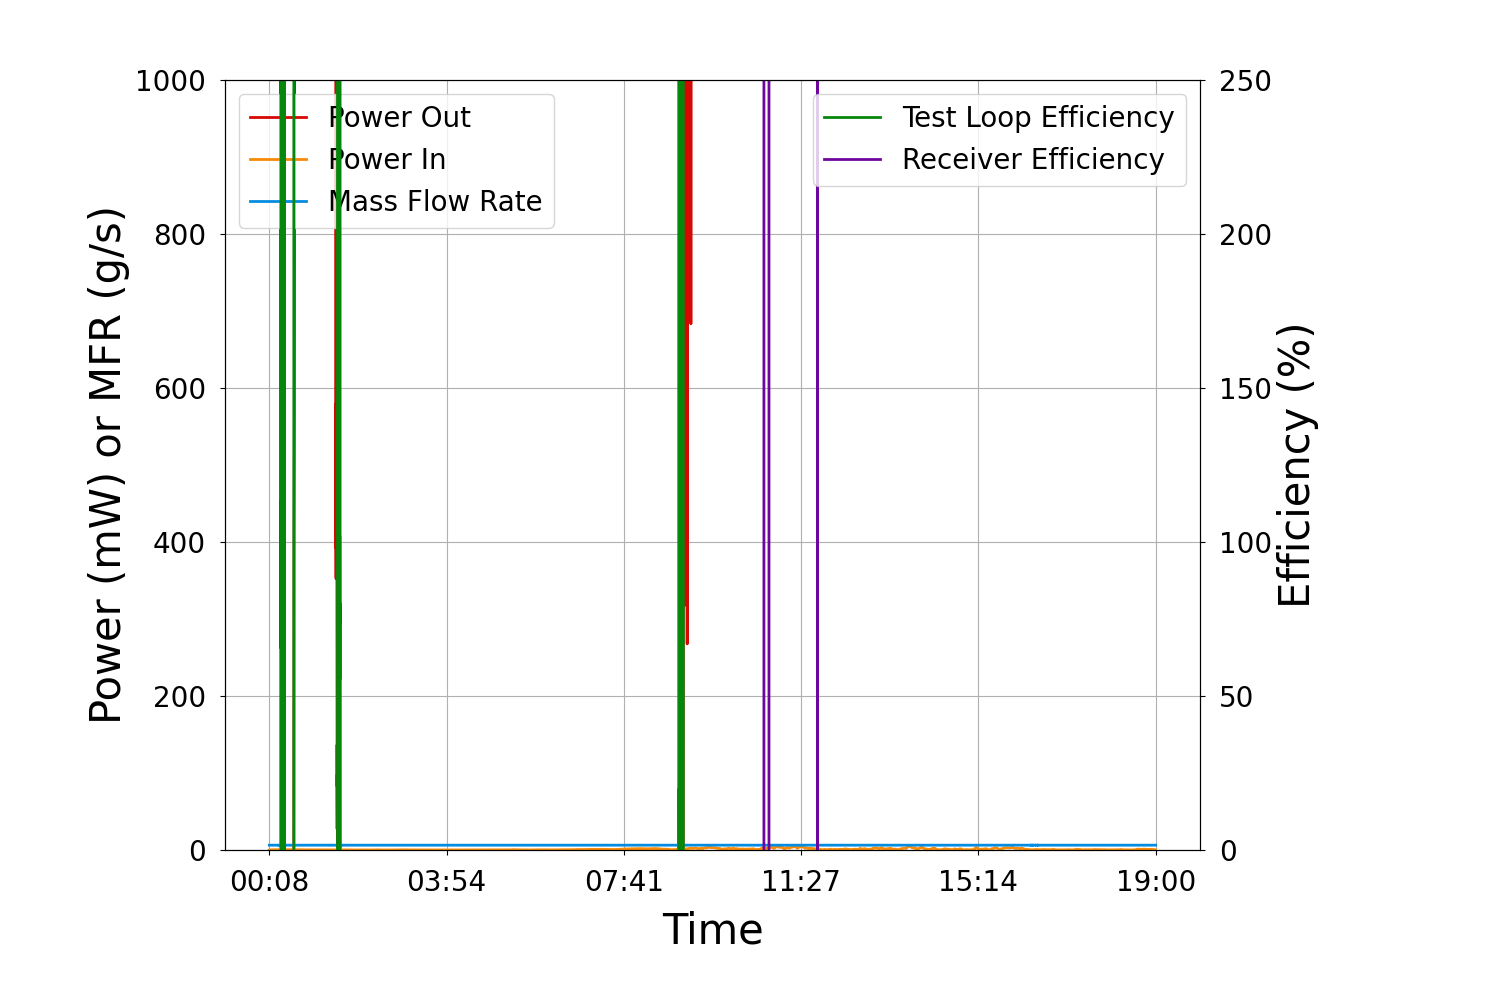 1000
800
600
400
200
0
Power (mW) or MFR (g/s)
Power Out
Power In
Mass Flow Rate
Test Loop Efficiency
Receiver Efficiency
250
200
150
100
50
0
Efficiency (%)
00:08 03:54 07:41 11:27 15:14 19:00
Time